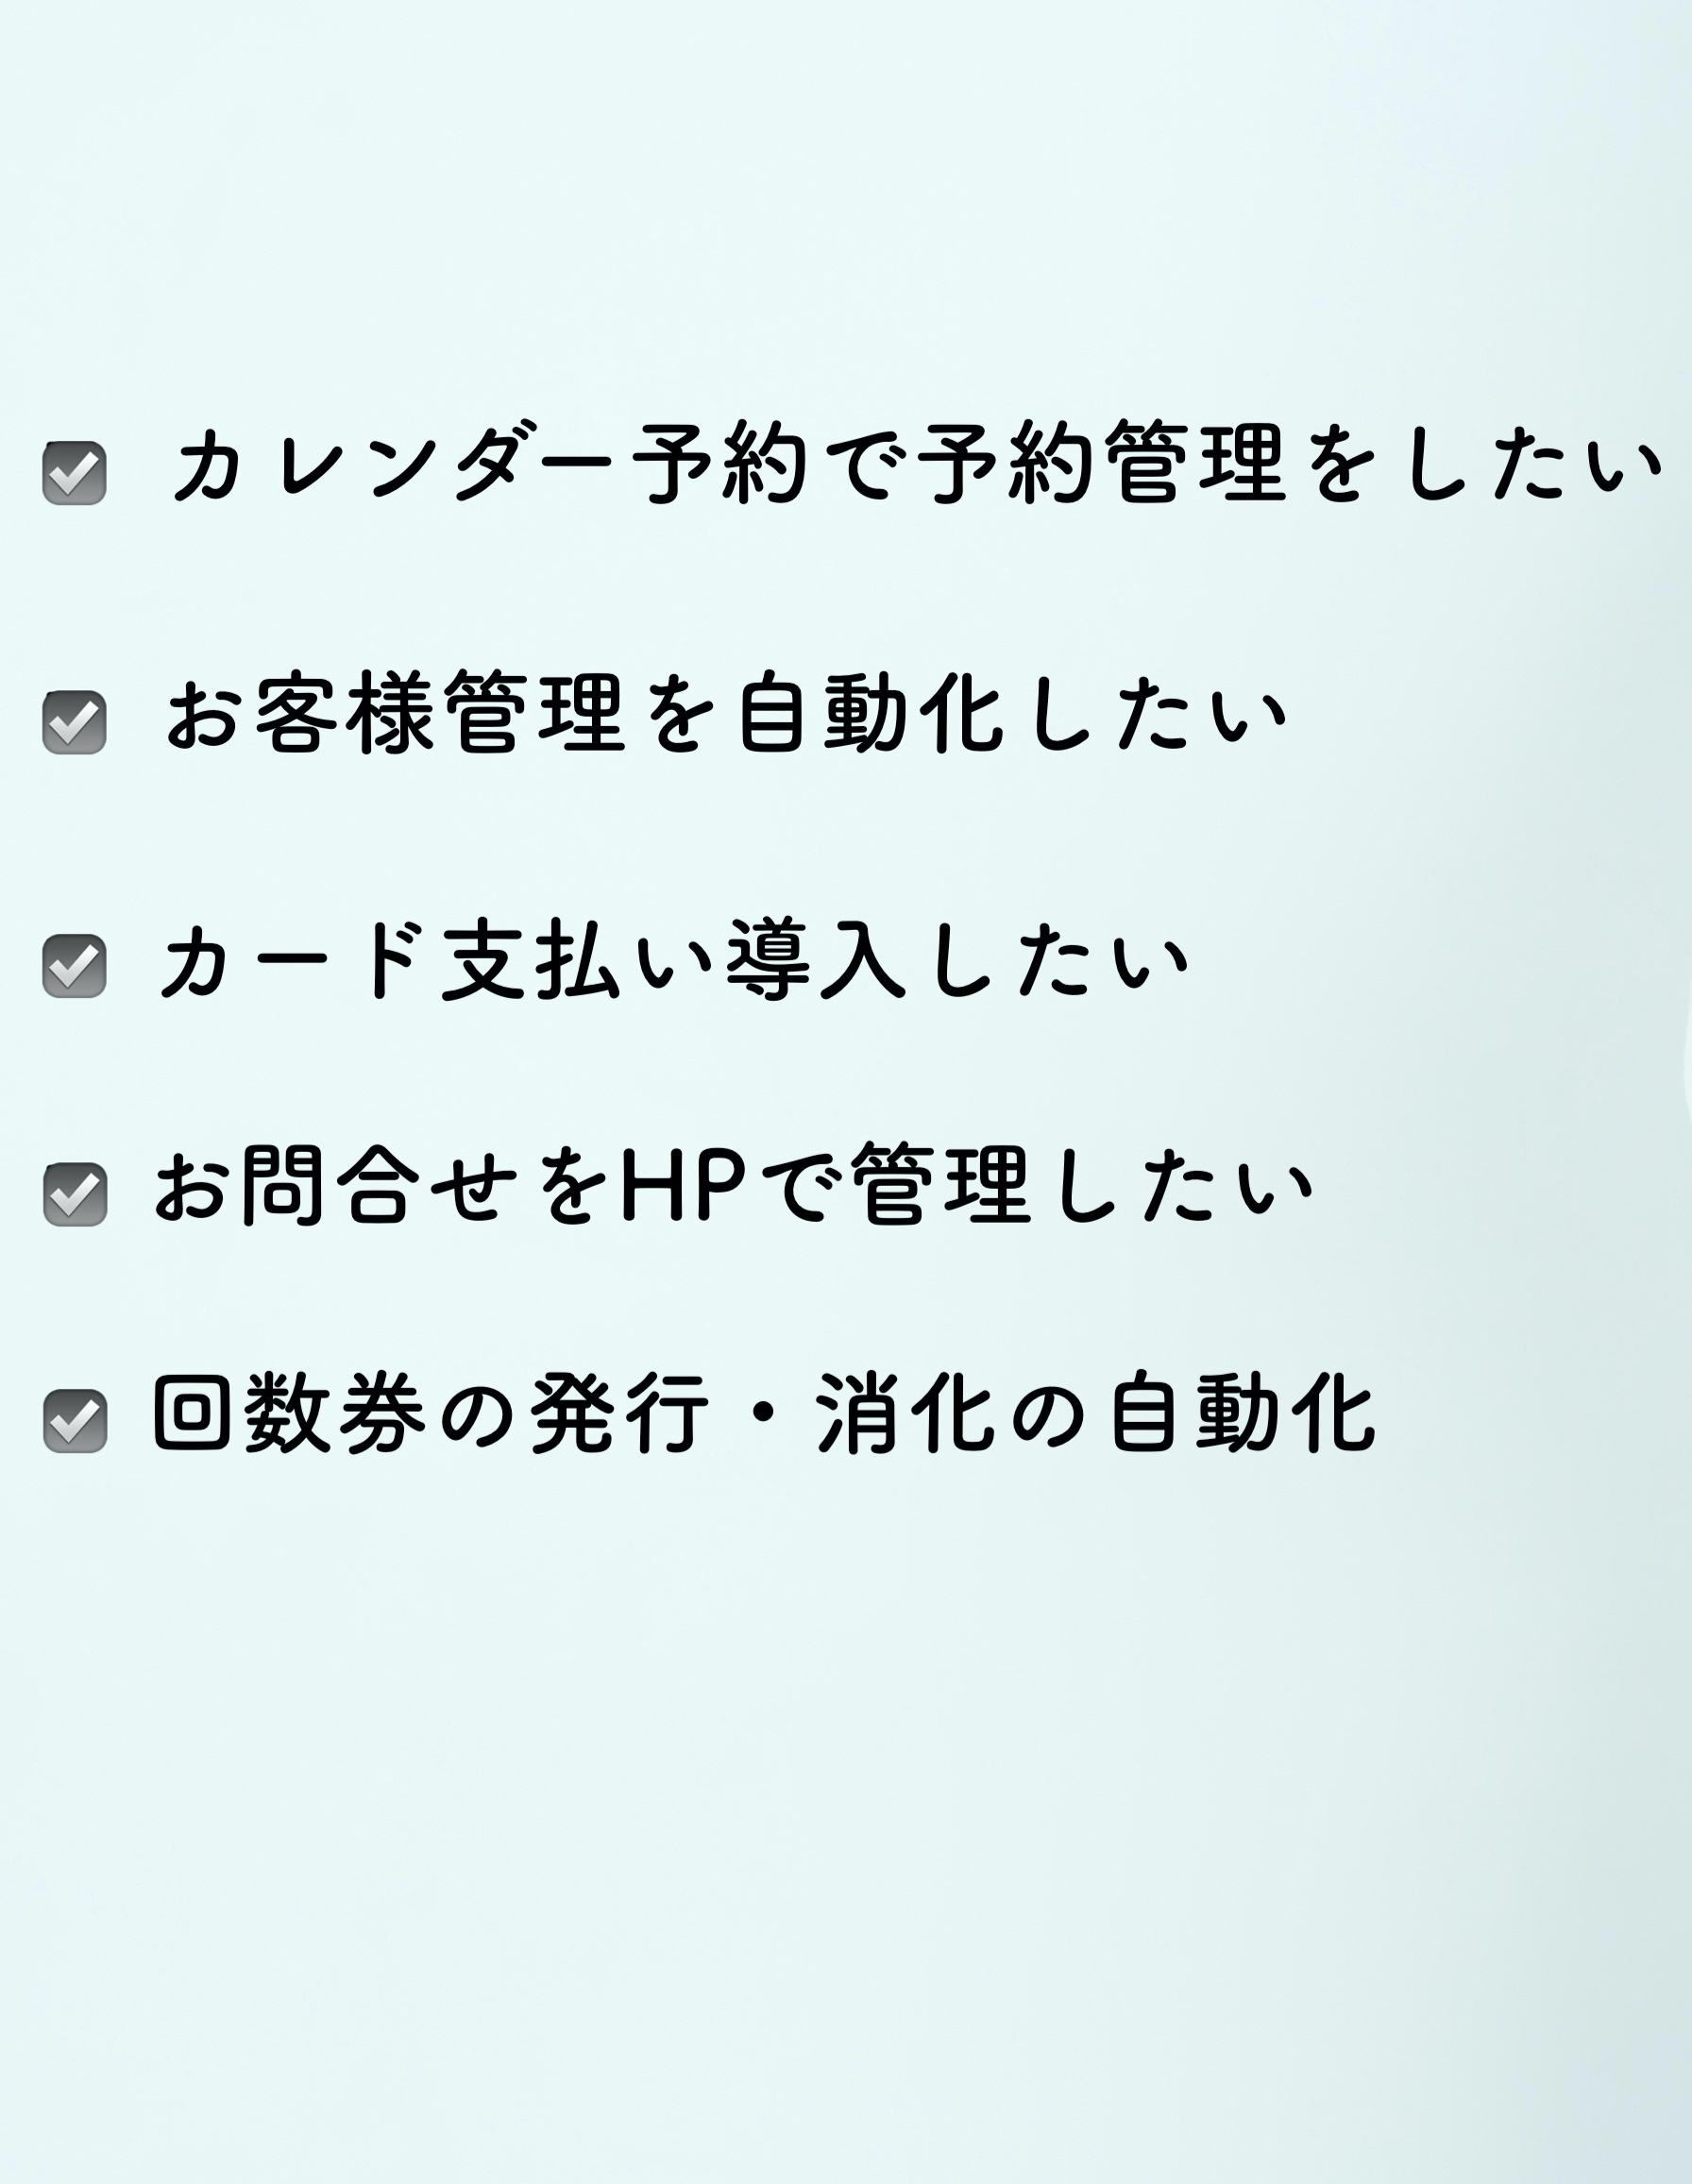 ☑ カレンダー予約で予約管理をしたい
☑ お客様管理を自動化したい
☑ カード支払い導入したい
☑ お問合せをHPで管理したい
☑ 回数券の発行・消化の自動化